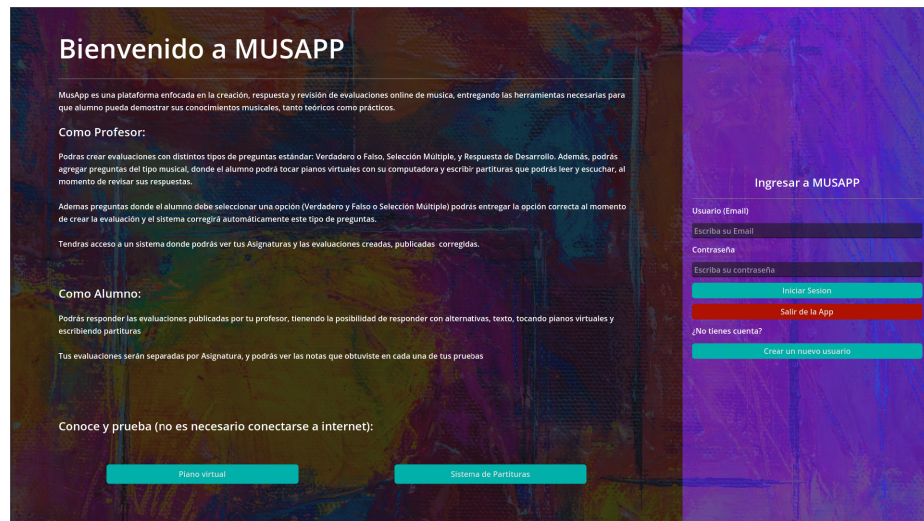 Bienvenido a MUSAPP
MusApp es una plataforma enfocada en la creación, respuesta y revisión de evaluaciones online de musica, entregando las herramientas necesarias para
que alumno pueda demostrar sus conocimientos musicales, tanto teóricos como prácticos.
Como Profesor:
Podras crear evaluaciones con distintos tipos de preguntas estándar: Verdadero o Falso, Selección Múltiple, y Respuesta de Desarrollo. Además, podrás
agregar preguntas del tipo musical, donde el alumno podrá tocar pianos virtuales con su computadora y escribir partituras que podrás leer y escuchar, al
momento de revisar sus respuestas.
Ademas preguntas donde el alumno debe seleccionar una opción (Verdadero y Falso o Selección Múltiple) podrás entregar la opción correcta al momento
de crear la evaluación y el sistema corregirá automáticamente este tipo de preguntas.
Tendras acceso a un sistema donde podrás ver tus Asignaturas y las evaluaciones creadas, publicadas corregidas.
Como Alumno:
Podrás responder las evaluaciones publicadas por tu profesor, tienendo la posibilidad de responder con alternativas, texto, tocando pianos virtuales y
escribiendo partituras
Tus evaluaciones serán separadas por Asignatura, y podrás ver las notas que obtuviste en cada una de tus pruebas
Conoce y prueba (no es necesario conectarse a internet):
Piano virtual
Sistema de Partituras
Ingresar a MUSAPP
Usuario (Email)
Escriba su Email
Contraseña
Escriba su contraseña
Iniciar Sesion
Salir de la App
¿No tienes cuenta?
Crear un nuevo usuario